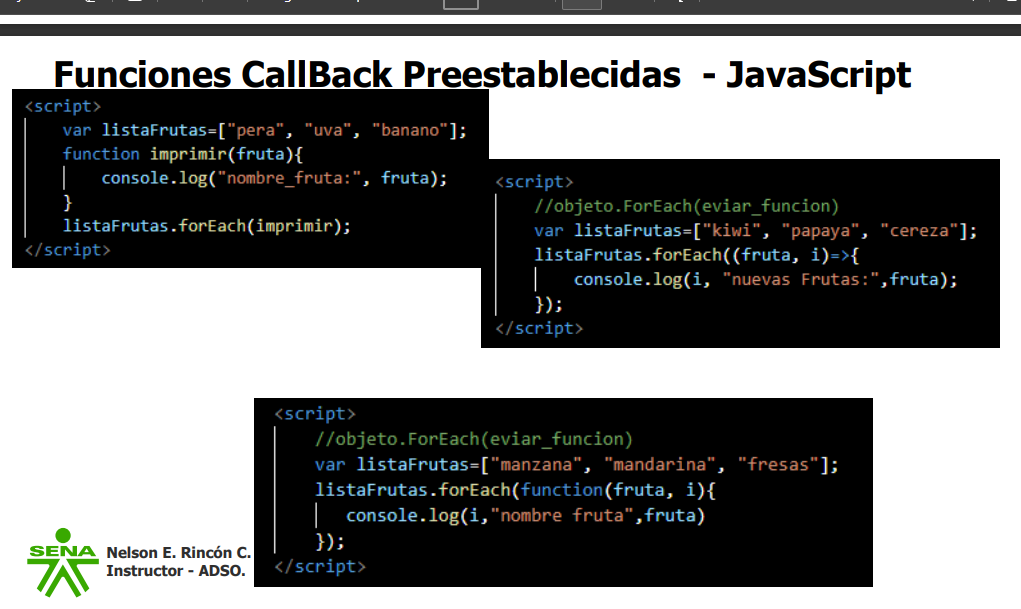 Funciones CallBack Preestablecidas - JavaScript
<script>
var listaFrutas=["pera", "uva", "banano"];
function imprimir(fruta){
console.log("nombre_fruta:", fruta);
}
listaFrutas.forEach(imprimir);
</script>
<script>
//objeto.ForEach(eviar_funcion)
var listaFrutas=["kiwi", "papaya", "cereza"];
listaFrutas.forEach((fruta, i)=>{
console.log(i, "nuevas Frutas:",fruta);
});
</script>
<script>
//objeto.ForEach(eviar_funcion)
var listaFrutas=["manzana", "mandarina", "fresas"];
listaFrutas.forEach(function(fruta, i){
console.log(i,"nombre fruta",fruta)
});
</script>
SENA
Nelson E. Rincón C.
Instructor - ADSO.